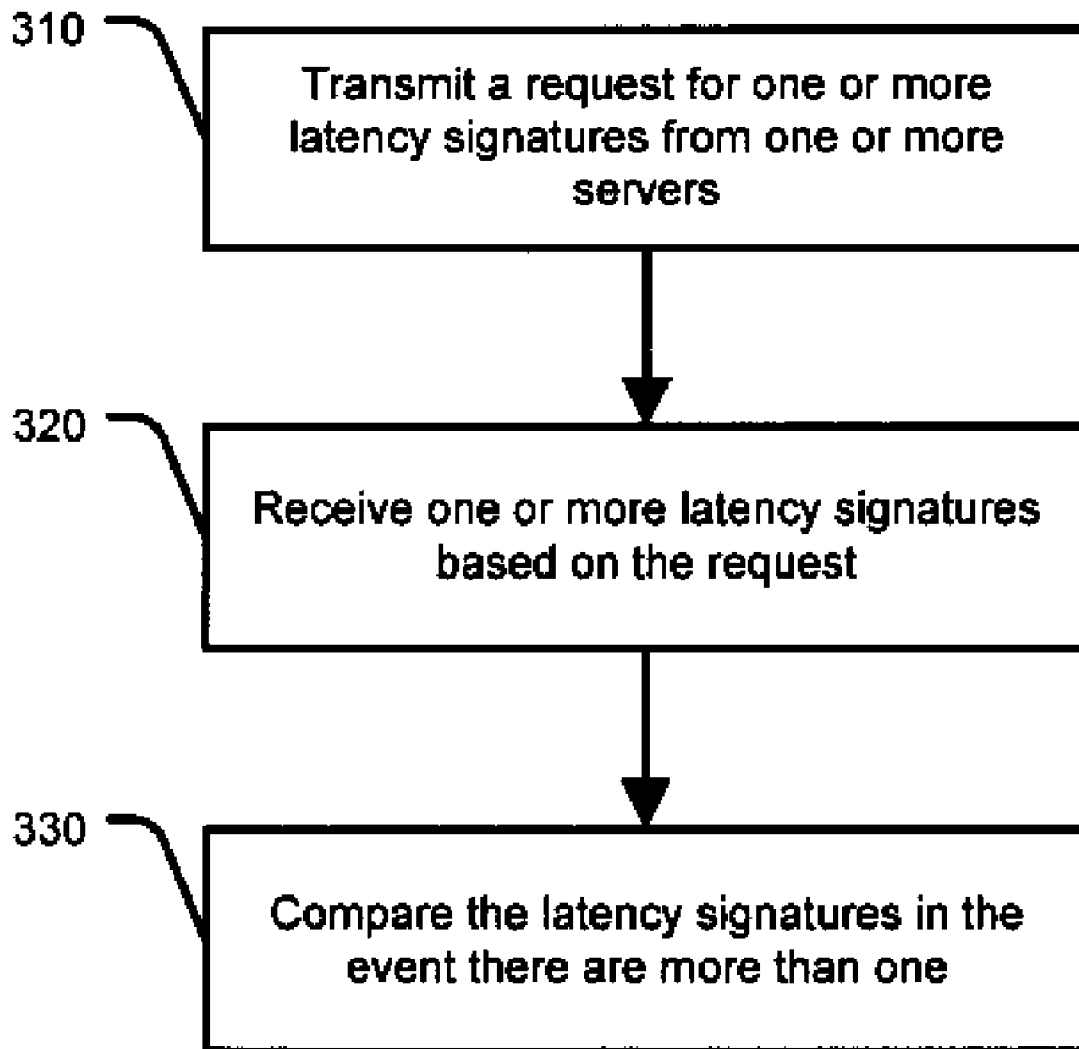 310
Transmit a request for one or more
latency signatures from one or more
servers
320
Receive one or more latency signatures
based on the request
330
Compare the latency signatures in the
event there are more than one